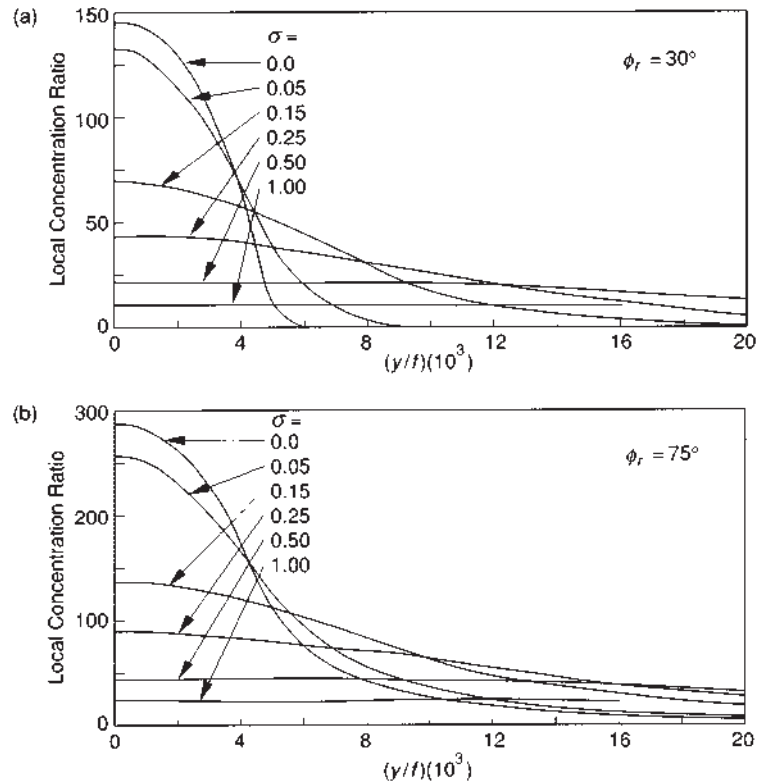 (a)
150
100
50
0
Local Concentration Ratio
σ=
0.0
0.05
0.15
0.25
0.50
1.00
ϕr = 30°
0 4 8 12 16 20
(y/f)(10³)
(b)
300
200
100
0
Local Concentration Ratio
σ=
0.0
0.05
0.15
0.25
0.50
1.00
ϕr = 75°
0 4 8 12 16 20
(y/f)(10³)